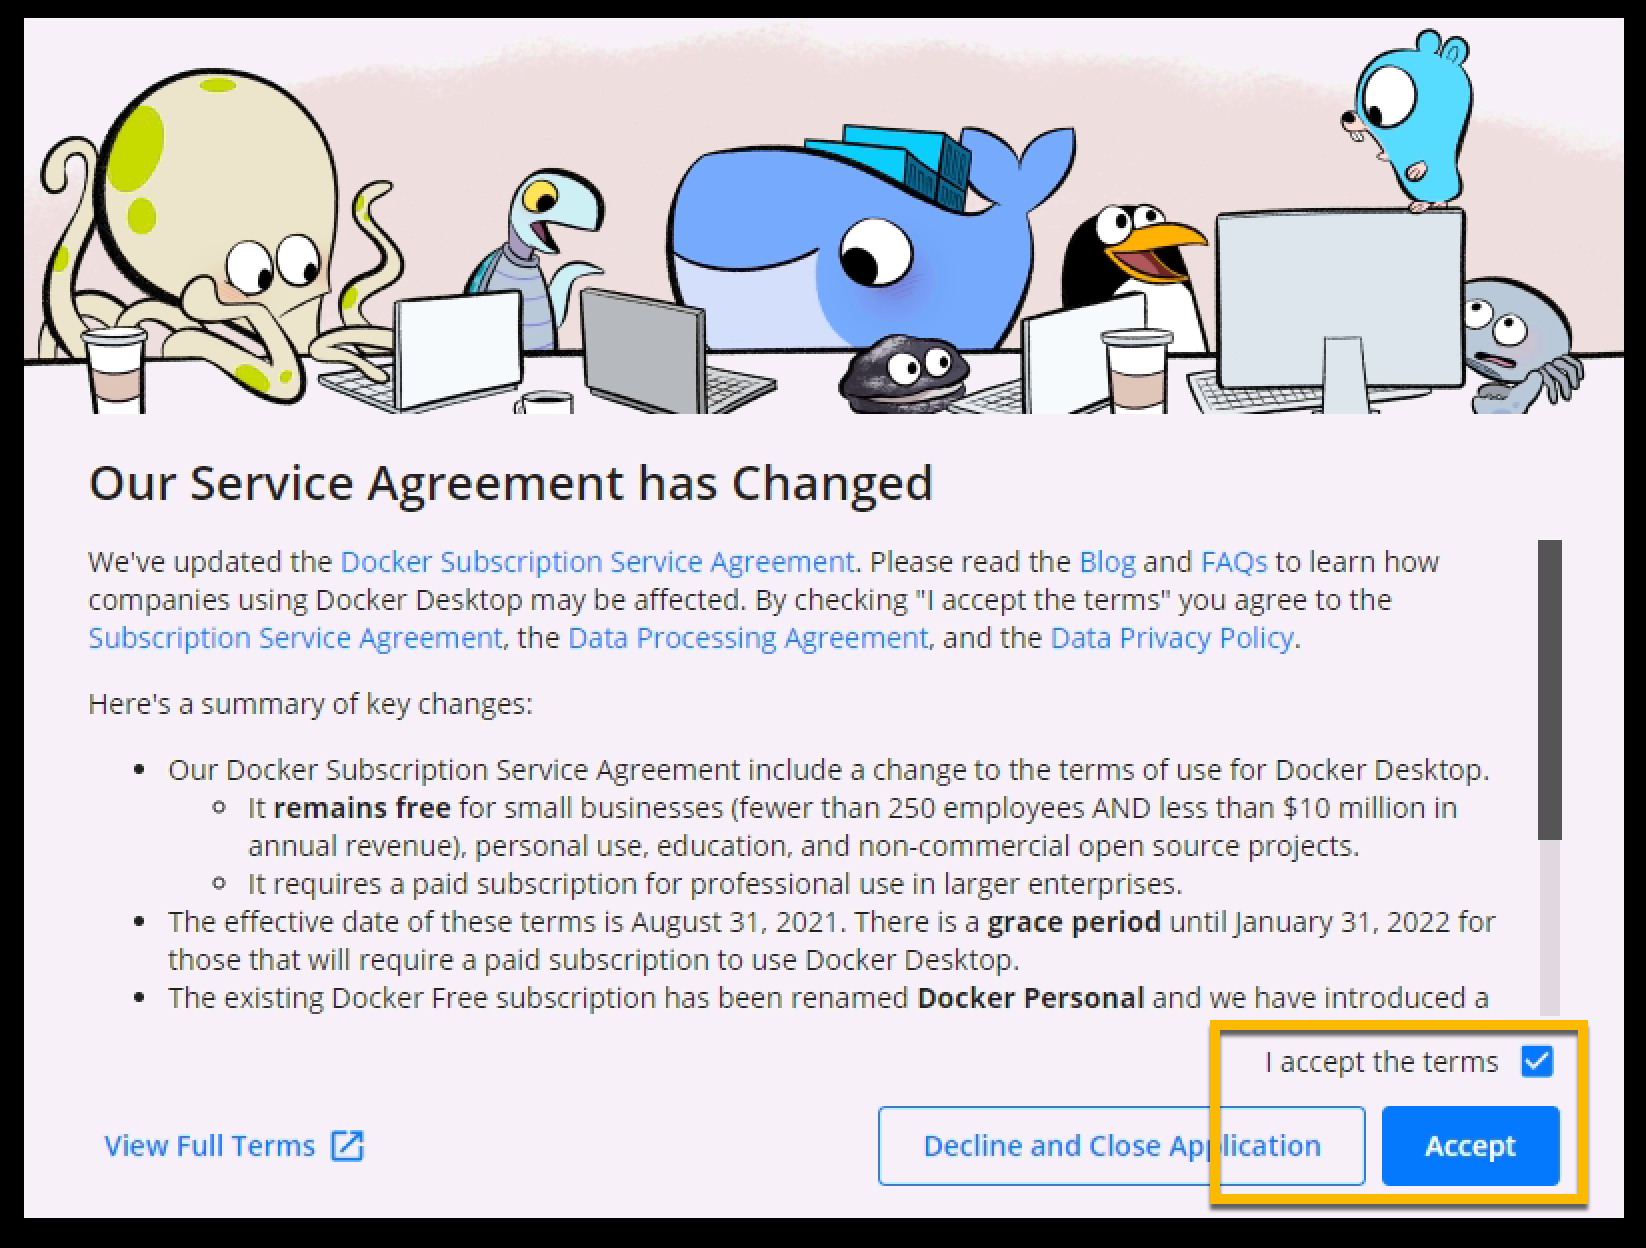 Our Service Agreement has Changed
We've updated the Docker Subscription Service Agreement. Please read the Blog and FAQs to learn how
companies using Docker Desktop may be affected. By checking "I accept the terms" you agree to the
Subscription Service Agreement, the Data Processing Agreement, and the Data Privacy Policy.
Here's a summary of key changes:
• Our Docker Subscription Service Agreement include a change to the terms of use for Docker Desktop.
◦ It remains free for small businesses (fewer than 250 employees AND less than $10 million in
annual revenue), personal use, education, and non-commercial open source projects.
◦ It requires a paid subscription for professional use in larger enterprises.
• The effective date of these terms is August 31, 2021. There is a grace period until January 31, 2022 for
those that will require a paid subscription to use Docker Desktop.
• The existing Docker Free subscription has been renamed Docker Personal and we have introduced a
I accept the terms
View Full Terms
Decline and Close Application
Accept